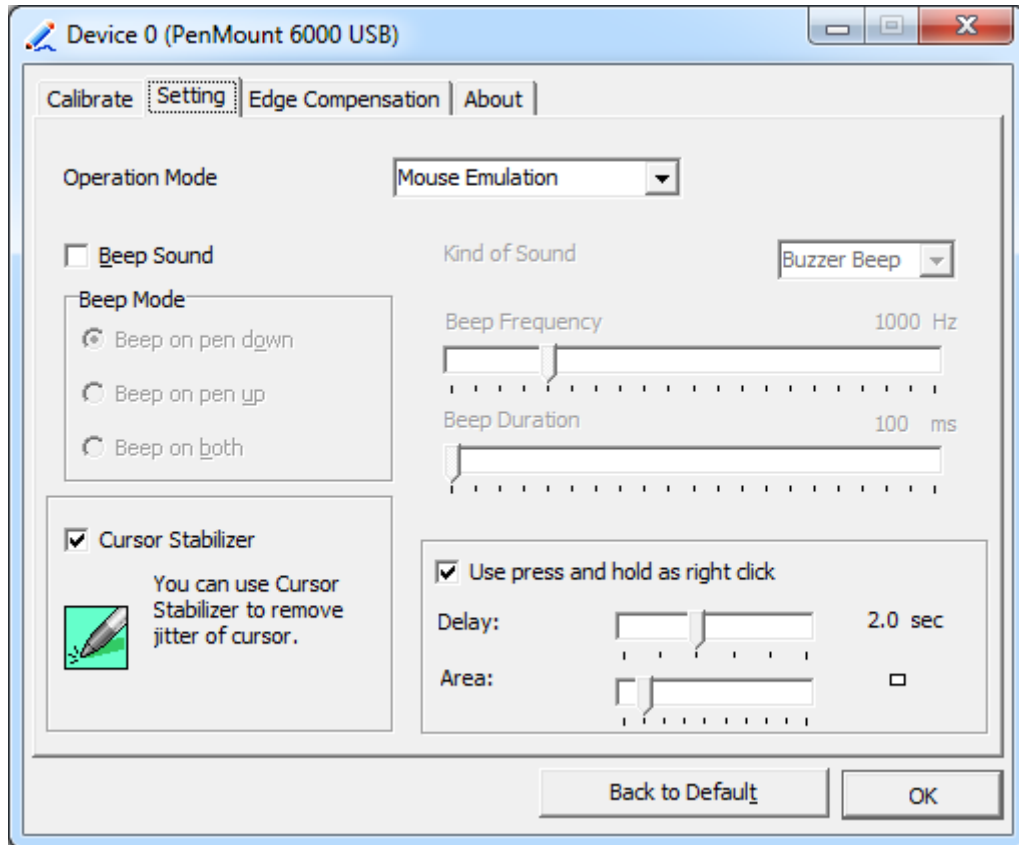 Device 0 (PenMount 6000 USB)
Calibrate Setting Edge Compensation About
Operation Mode Mouse Emulation
Beep Sound Kind of Sound Buzzer Beep
Beep Mode
Beep on pen down
Beep on pen up
Beep on both
Beep Frequency 1000 Hz
Beep Duration 100 ms
Cursor Stabilizer
You can use Cursor
Stabilizer to remove
jitter of cursor.
Use press and hold as right click
Delay: 2.0 sec
Area:
Back to Default OK